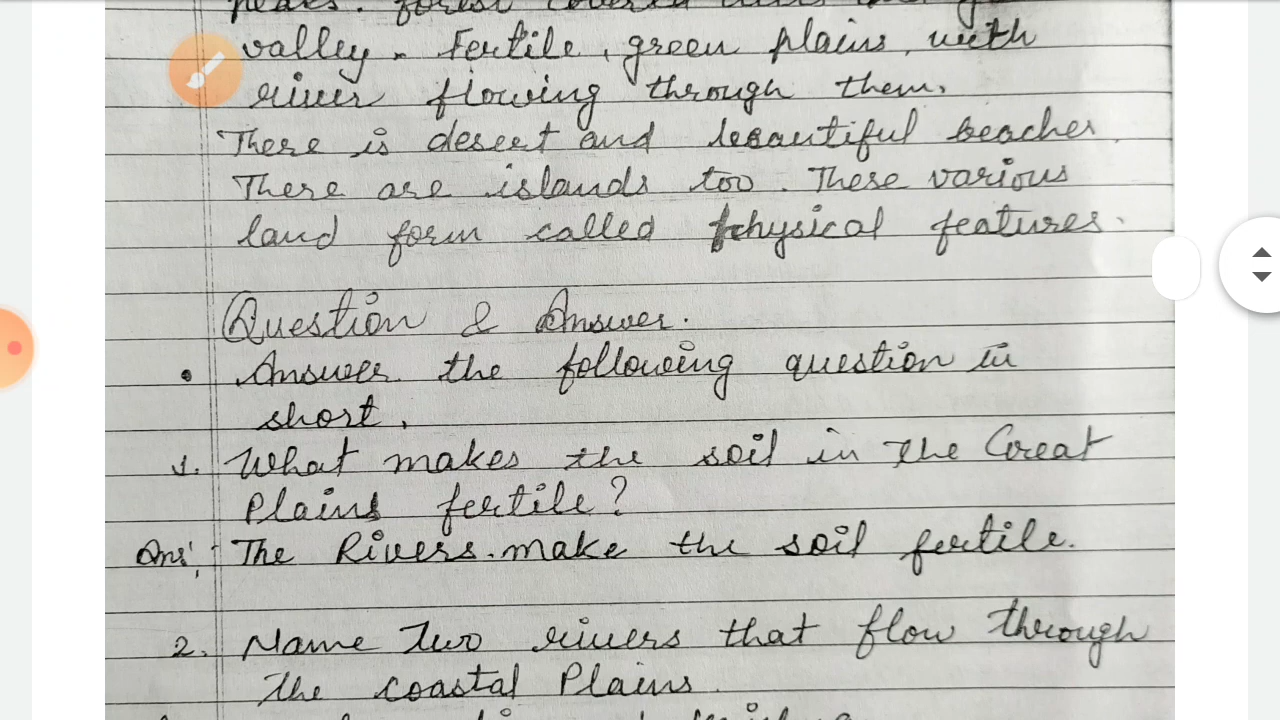 peaks. Forest covered
valley. Fertile, green plains, with
river flowing through them.
There is desert and beautiful beaches.
There are islands too. These various
land form called physical features.
Question & Answer.
• Answer the following question in
short.
1. What makes the soil in the Great
Plains fertile?
Ans: The Rivers make the soil fertile.
2. Name two rivers that flow through
the coastal Plains.